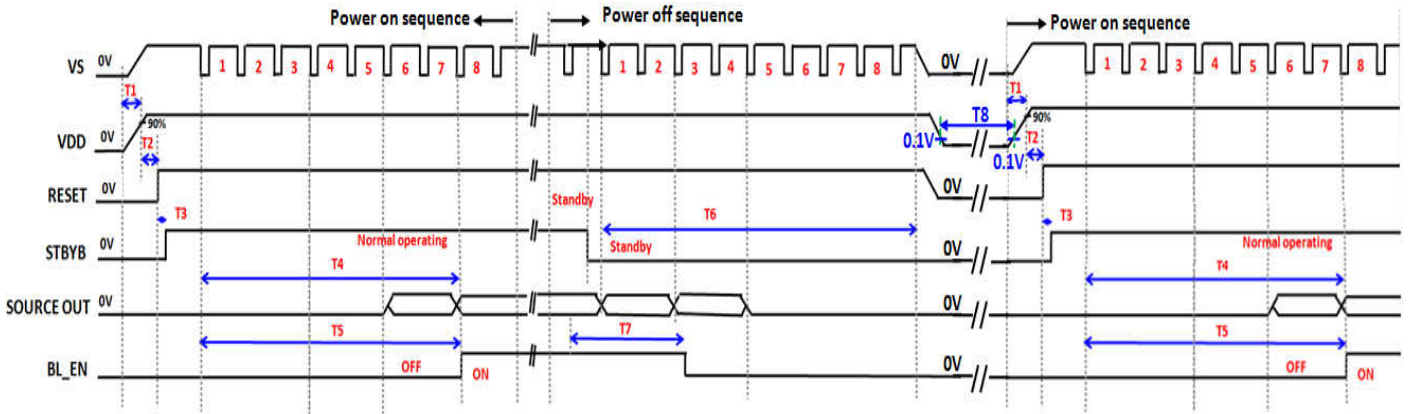 Power on sequence Power off sequence Power on sequence
VS 0V 1 2 3 4 5 6 7 8 1 2 3 4 5 6 7 8 0V 1 2 3 4 5 6 7 8
T1 T8 T1
VDD 0V 90% 0.1V 0.1V 90%
T2 T2
RESET 0V 0V
T3 Standby T6 T3
STBYB 0V Normal operating Standby 0V Normal operating
T4 T4
SOURCE OUT 0V 0V
T5 T7 T5
BL_EN OFF ON 0V OFF ON